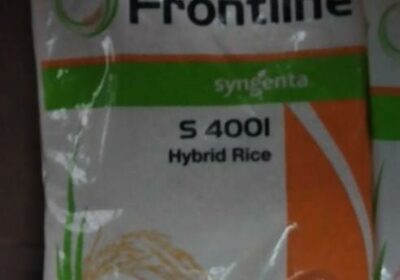 Frontline
syngenta
S 4001
Hybrid Rice